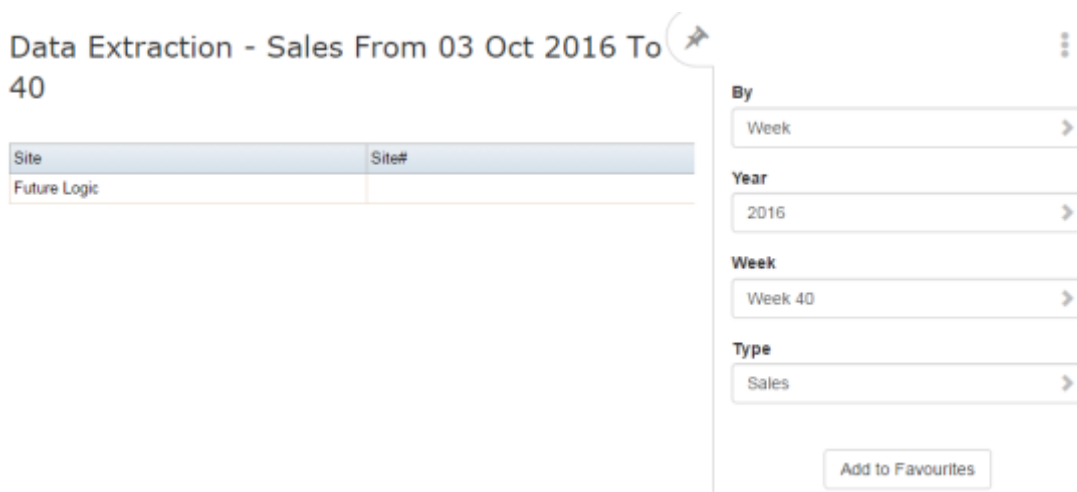 Data Extraction - Sales From 03 Oct 2016 To
40
Site Site#
Future Logic
By
Week
Year
2016
Week
Week 40
Type
Sales
Add to Favourites